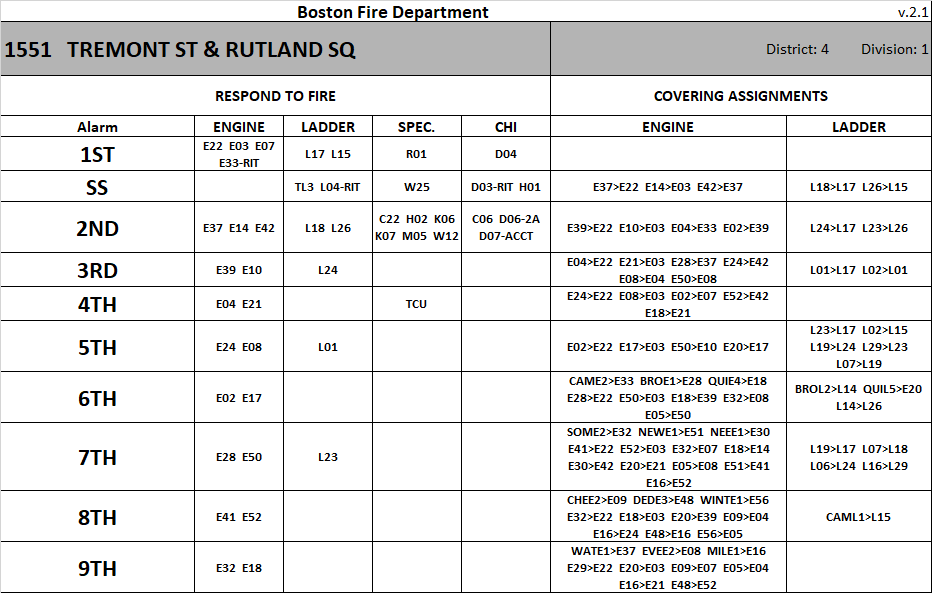 Boston Fire Department v.2.1
1551 TREMONT ST & RUTLAND SQ District: 4 Division: 1
RESPOND TO FIRE COVERING ASSIGNMENTS
Alarm ENGINE LADDER SPEC. CHI ENGINE LADDER
1ST
E22 E03 E07
E33-RIT
L17 L15
R01
D04
SS
TL3 L04-RIT
W25
D03-RIT H01
E37>E22 E14>E03 E42>E37
L18>L17 L26>L15
2ND
E37 E14 E42
L18 L26
C22 H02 K06
K07 M05 W12
C06 D06-2A
D07-ACCT
E39>E22 E10>E03 E04>E33 E02>E39
L24>L17 L23>L26
3RD
E39 E10
L24
E04>E22 E21>E03 E28>E37 E24>E42
E08>E04 E50>E08
L01>L17 L02>L01
4TH
E04 E21
TCU
E24>E22 E08>E03 E02>E07 E52>E42
E18>E21
5TH
E24 E08
L01
E02>E22 E17>E03 E50>E10 E20>E17
L23>L17 L02>L15
L19>L24 L29>L23
L07>L19
6TH
E02 E17
CAME2>E33 BROE1>E28 QUIE4>E18
E28>E22 E50>E03 E18>E39 E32>E08
E05>E50
BROL2>L14 QUIL5>E20
L14>L26
7TH
E28 E50
L23
SOME2>E32 NEWE1>E51 NEEE1>E30
E41>E22 E52>E03 E32>E07 E18>E14
E30>E42 E20>E21 E05>E08 E51>E41
E16>E52
L19>L17 L07>L18
L06>L24 L16>L29
8TH
E41 E52
CHEE2>E09 DEDE3>E48 WINTE1>E56
E32>E22 E18>E03 E20>E39 E09>E04
E16>E24 E48>E16 E56>E05
CAML1>L15
9TH
E32 E18
WATE1>E37 EVEE2>E08 MILE1>E16
E29>E22 E20>E03 E09>E07 E05>E04
E16>E21 E48>E52